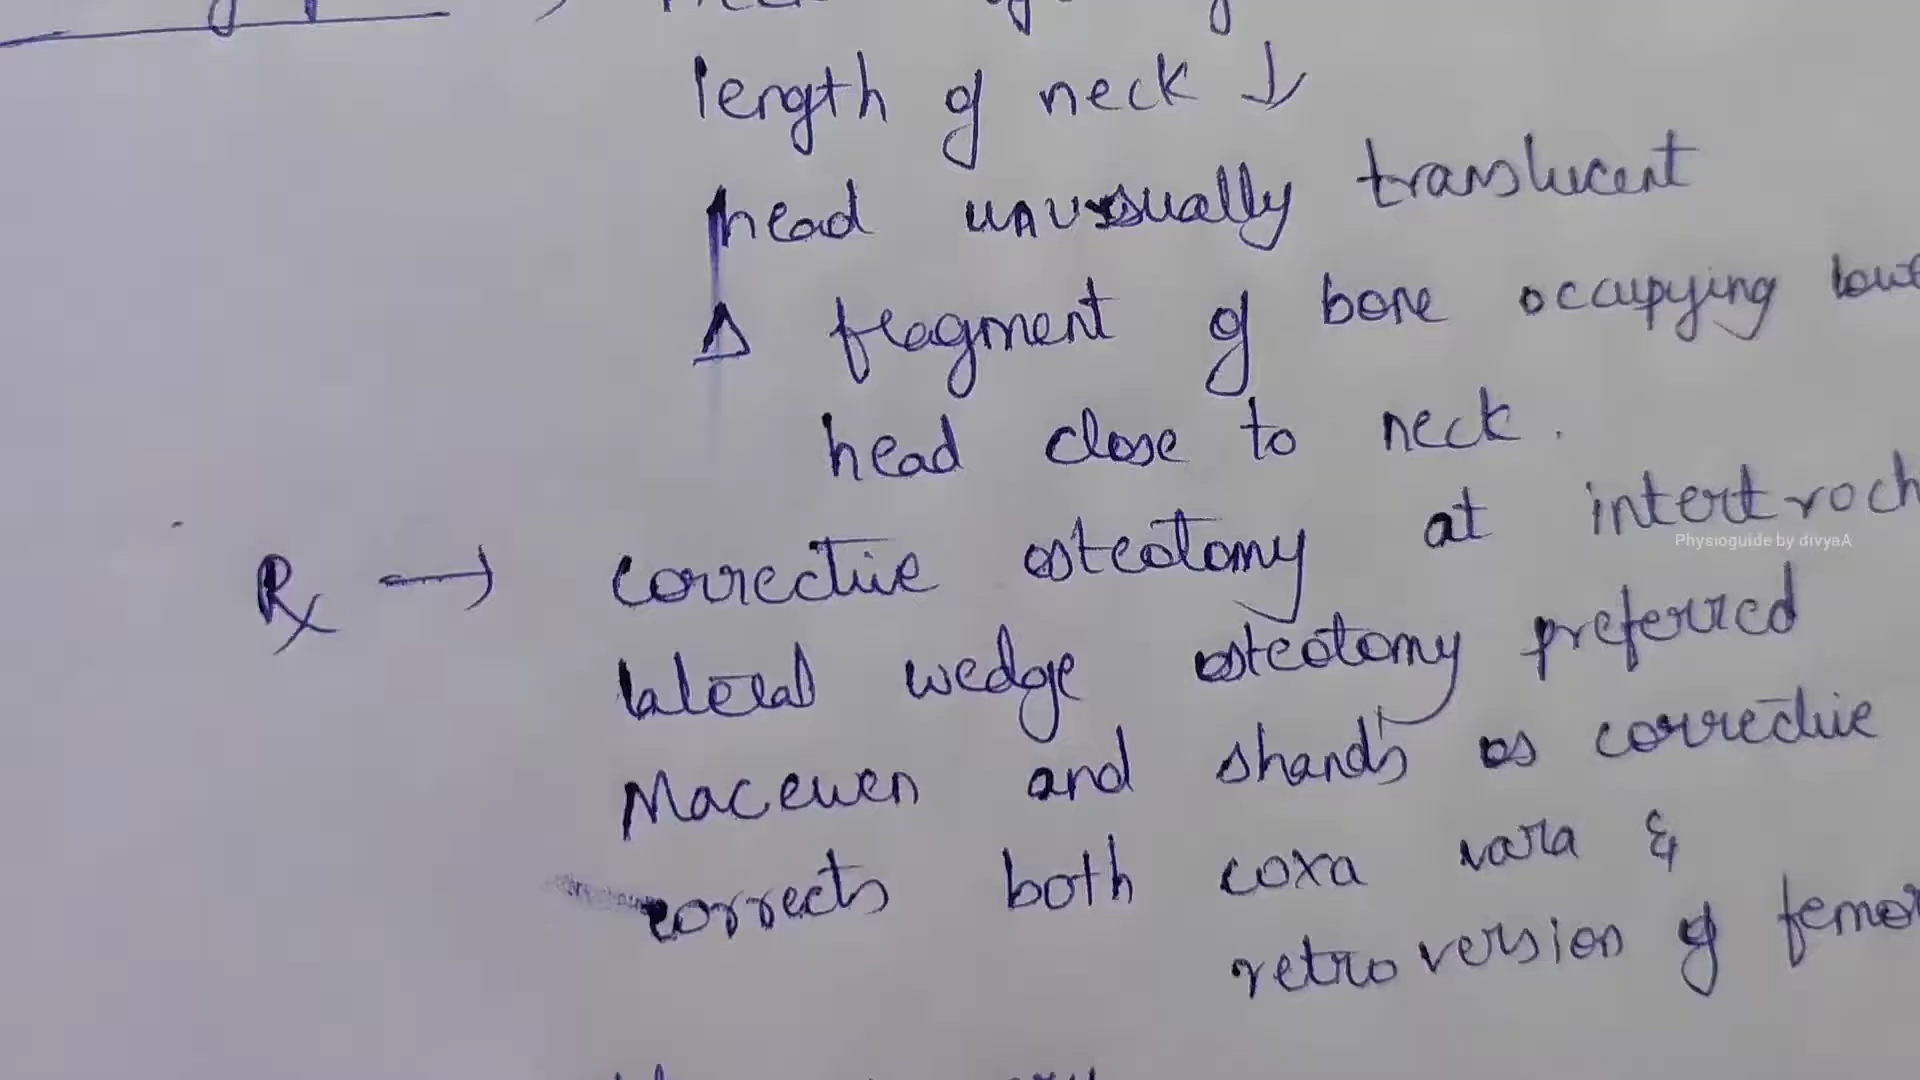 length of neck ↓
head unusually translucent
Δ fragment of bone occupying
head close to neck.
Rx → corrective osteotomy at intertroch
Physioguide by divyaA
lateral wedge osteotomy preferred
Macewen and shands as corrective
corrects both coxa vara &
retroversion of femor